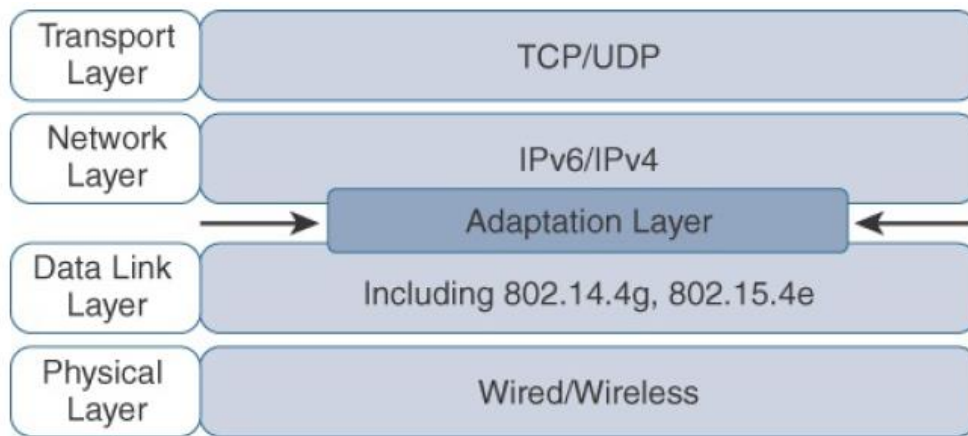 Transport
Layer
TCP/UDP
Network
Layer
IPv6/IPv4
Adaptation Layer
Data Link
Layer
Including 802.14.4g, 802.15.4e
Physical
Layer
Wired/Wireless